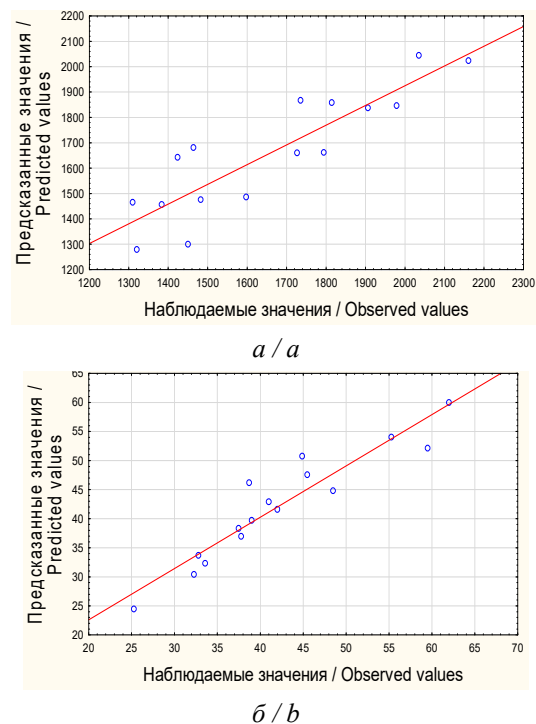 Предсказанные значения /
Predicted values
2200
2100
2000
1900
1800
1700
1600
1500
1400
1300
1200
1200 1300 1400 1500 1600 1700 1800 1900 2000 2100 2200 2300
Наблюдаемые значения / Observed values
а / a
Предсказанные значения /
Predicted values
65
60
55
50
45
40
35
30
25
20
20 25 30 35 40 45 50 55 60 65 70
Наблюдаемые значения / Observed values
б / b